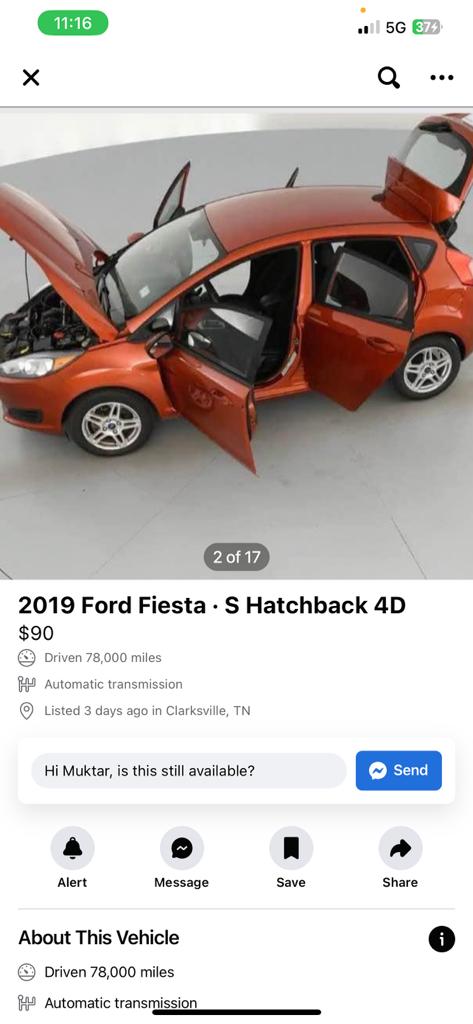 11:16
5G 37
2 of 17
2019 Ford Fiesta · S Hatchback 4D
$90
Driven 78,000 miles
Automatic transmission
Listed 3 days ago in Clarksville, TN
Hi Muktar, is this still available?
Send
Alert Message Save Share
About This Vehicle
Driven 78,000 miles
Automatic transmission